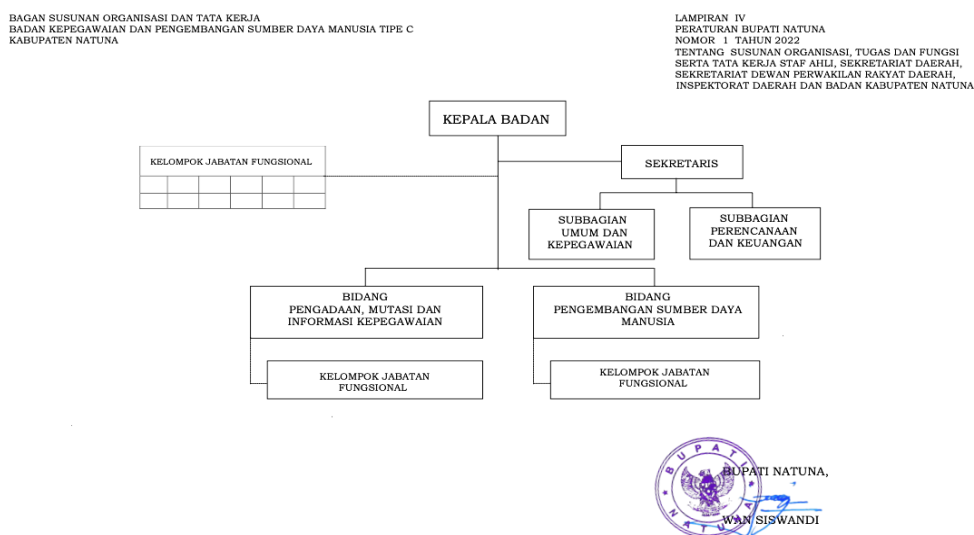 BAGAN SUSUNAN ORGANISASI DAN TATA KERJA
BADAN KEPEGAWAIAN DAN PENGEMBANGAN SUMBER DAYA MANUSIA TIPE C
KABUPATEN NATUNA
LAMPIRAN IV
PERATURAN BUPATI NATUNA
NOMOR 1 TAHUN 2022
TENTANG SUSUNAN ORGANISASI, TUGAS DAN FUNGSI
SERTA TATA KERJA STAF AHLI, SEKRETARIAT DAERAH,
SEKRETARIAT DEWAN PERWAKILAN RAKYAT DAERAH,
INSPEKTORAT DAERAH DAN BADAN KABUPATEN NATUNA
KEPALA BADAN
KELOMPOK JABATAN FUNGSIONAL
SEKRETARIS
SUBBAGIAN
UMUM DAN
KEPEGAWAIAN
SUBBAGIAN
PERENCANAAN
DAN KEUANGAN
BIDANG
PENGADAAN, MUTASI DAN
INFORMASI KEPEGAWAIAN
BIDANG
PENGEMBANGAN SUMBER DAYA
MANUSIA
KELOMPOK JABATAN
FUNGSIONAL
KELOMPOK JABATAN
FUNGSIONAL
BUPATI NATUNA,
WAN SISWANDI
BUPATI
NATUNA